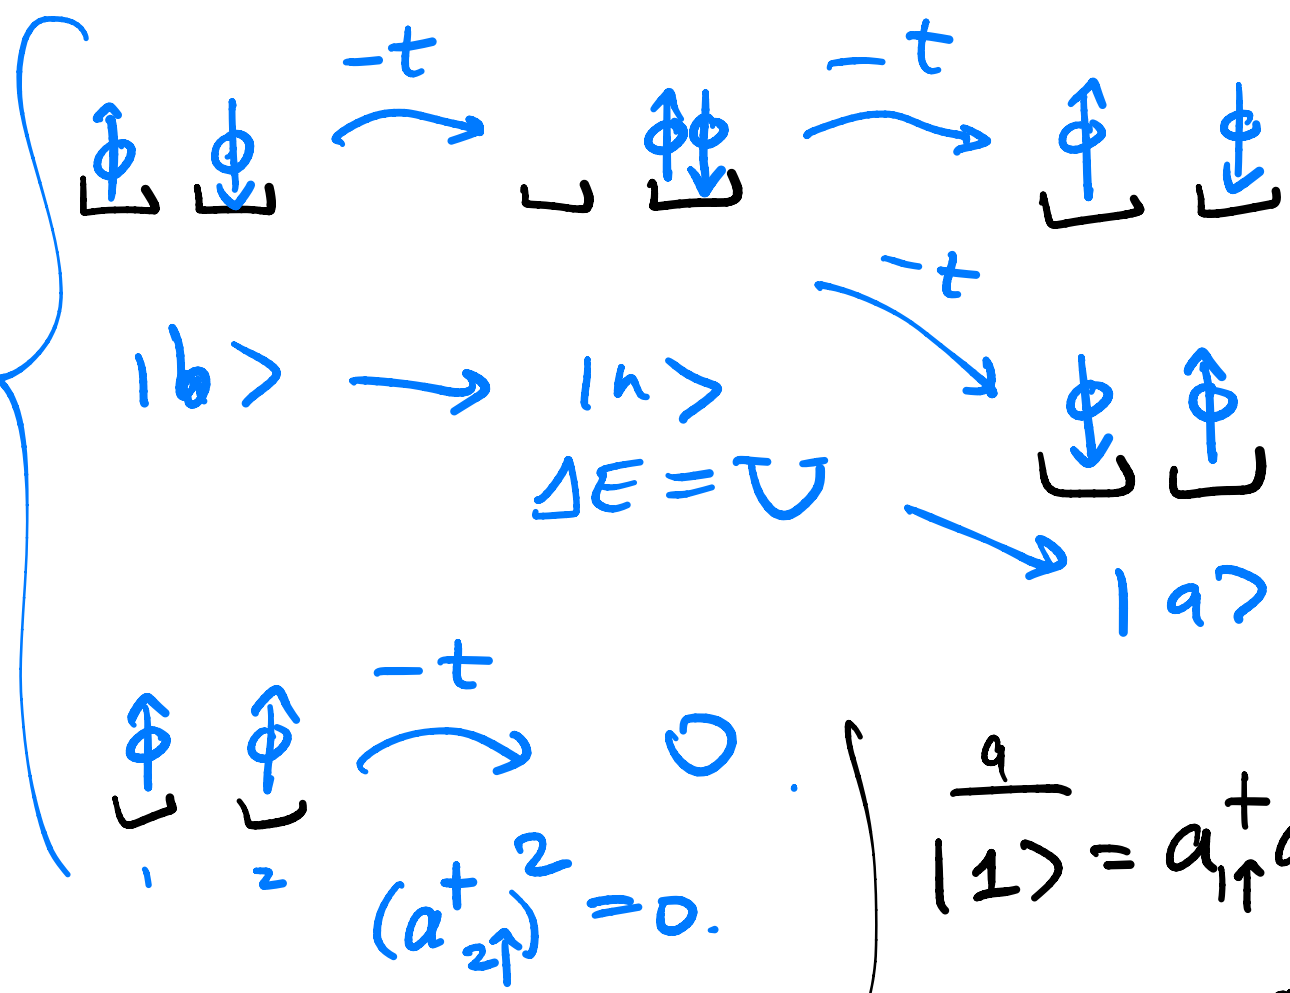 -t -t
-t
|b> → |n>
ΔE = U
|a>
-t
0.
1 2
(a⁺₂↑)² = 0.
a
|1> = a⁺₁↑